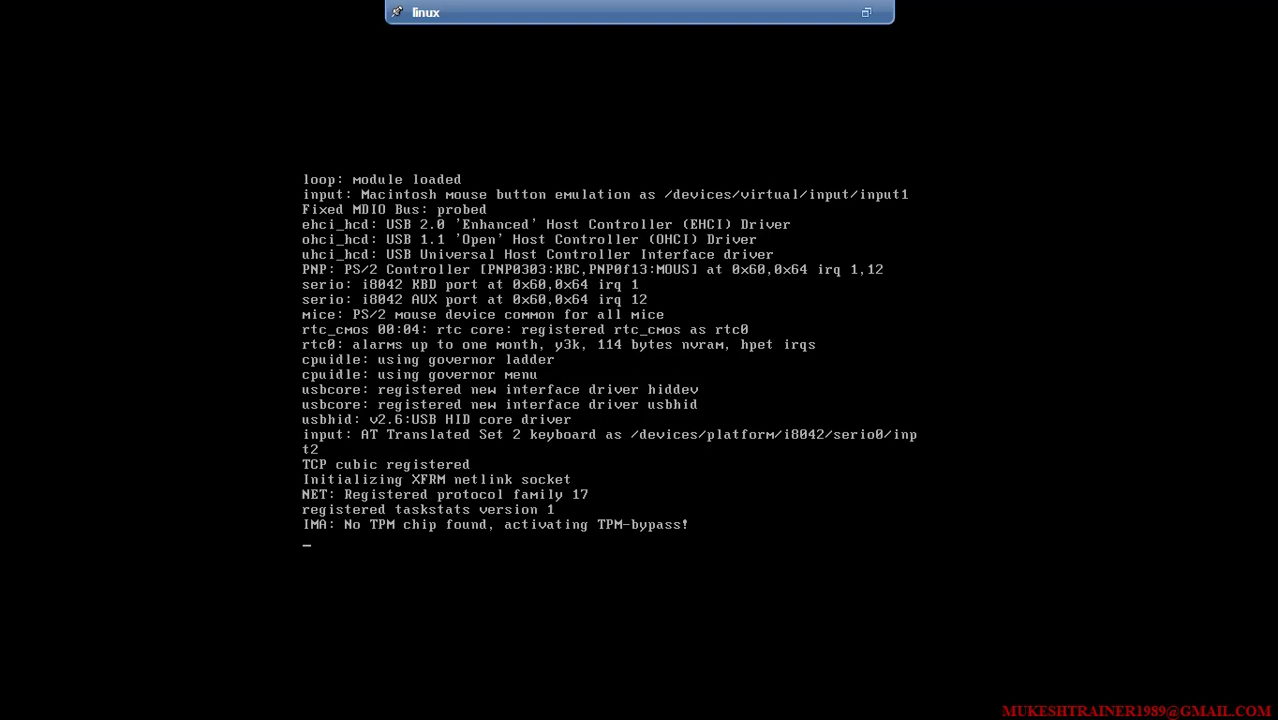 linux
loop: module loaded
input: Macintosh mouse button emulation as /devices/virtual/input/input1
Fixed MDIO Bus: probed
ehci_hcd: USB 2.0 'Enhanced' Host Controller (EHCI) Driver
ohci_hcd: USB 1.1 'Open' Host Controller (OHCI) Driver
uhci_hcd: USB Universal Host Controller Interface driver
PNP: PS/2 Controller [PNP0303:KBC,PNP0f13:MOUS] at 0x60,0x64 irq 1,12
serio: i8042 KBD port at 0x60,0x64 irq 1
serio: i8042 AUX port at 0x60,0x64 irq 12
mice: PS/2 mouse device common for all mice
rtc_cmos 00:04: rtc core: registered rtc_cmos as rtc0
rtc0: alarms up to one month, y3k, 114 bytes nvram, hpet irqs
cpuidle: using governor ladder
cpuidle: using governor menu
usbcore: registered new interface driver hiddev
usbcore: registered new interface driver usbhid
usbhid: v2.6:USB HID core driver
input: AT Translated Set 2 keyboard as /devices/platform/i8042/serio0/inp
t2
TCP cubic registered
Initializing XFRM netlink socket
NET: Registered protocol family 17
registered taskstats version 1
IMA: No TPM chip found, activating TPM-bypass!
_
MUKESHTRAINER1989@GMAIL.COM